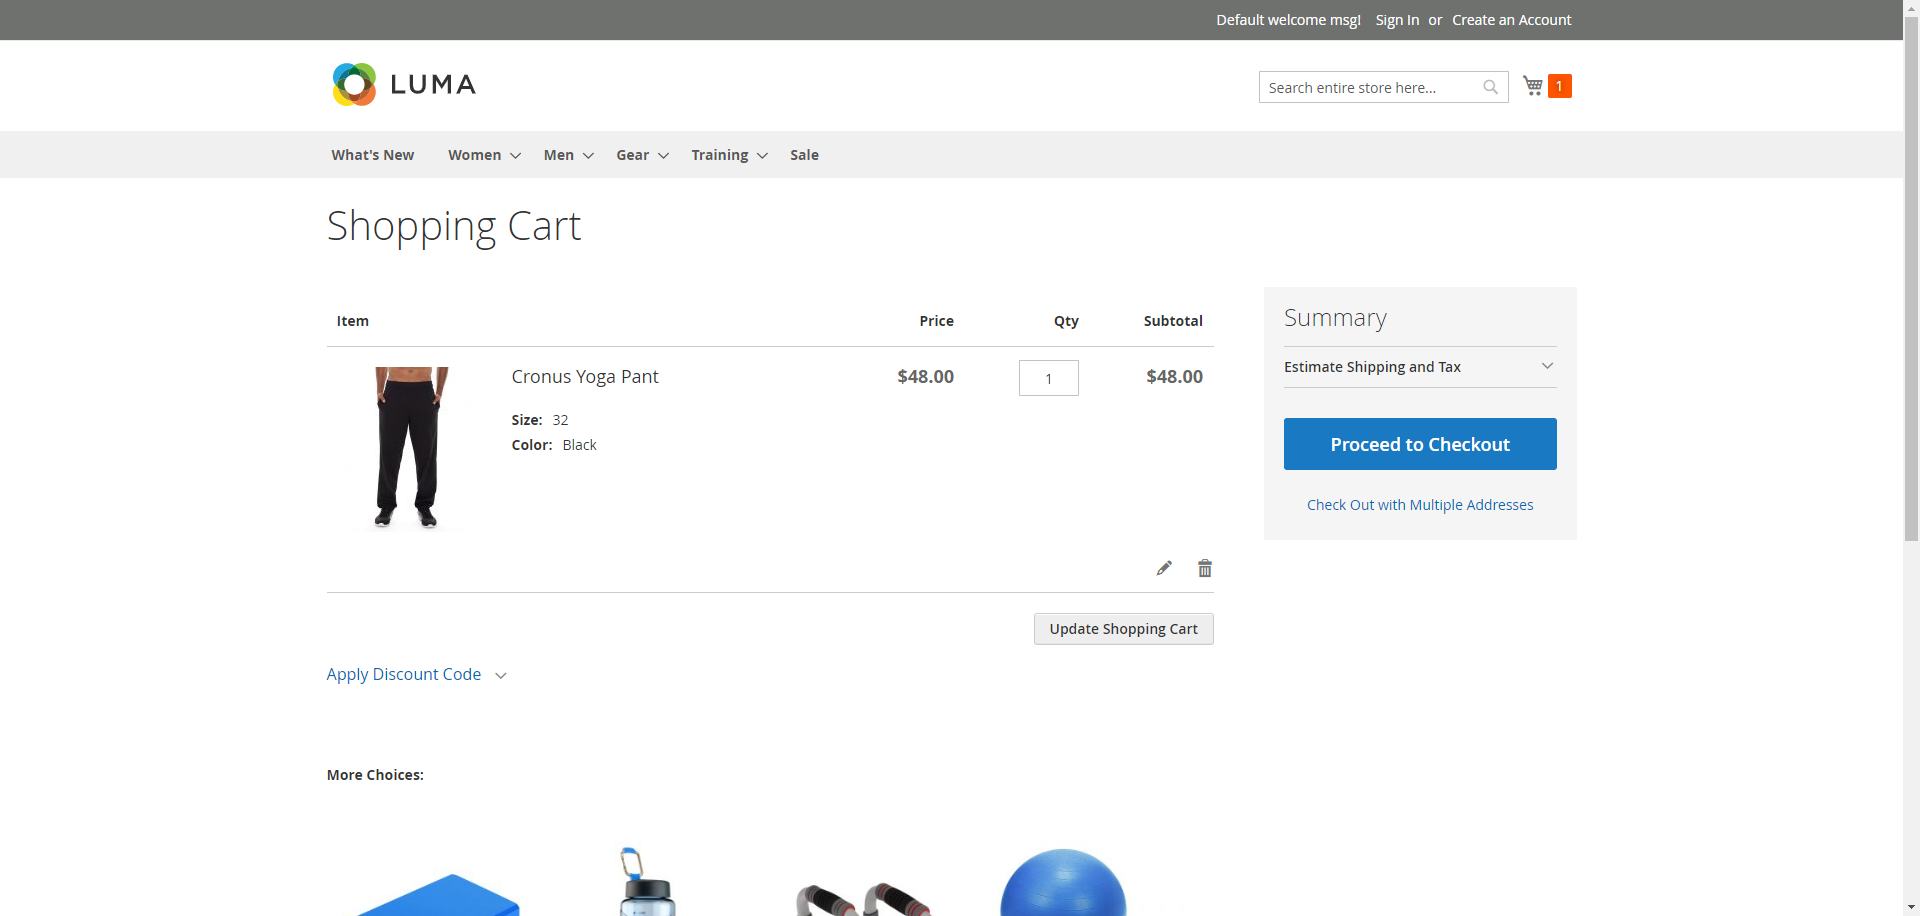 Default welcome msg! Sign In or Create an Account
LUMA
Search entire store here...
1
What's New Women Men Gear Training Sale
Shopping Cart
Item Price Qty Subtotal
Cronus Yoga Pant $48.00 1 $48.00
Size: 32
Color: Black
Update Shopping Cart
Apply Discount Code
Summary
Estimate Shipping and Tax
Proceed to Checkout
Check Out with Multiple Addresses
More Choices: